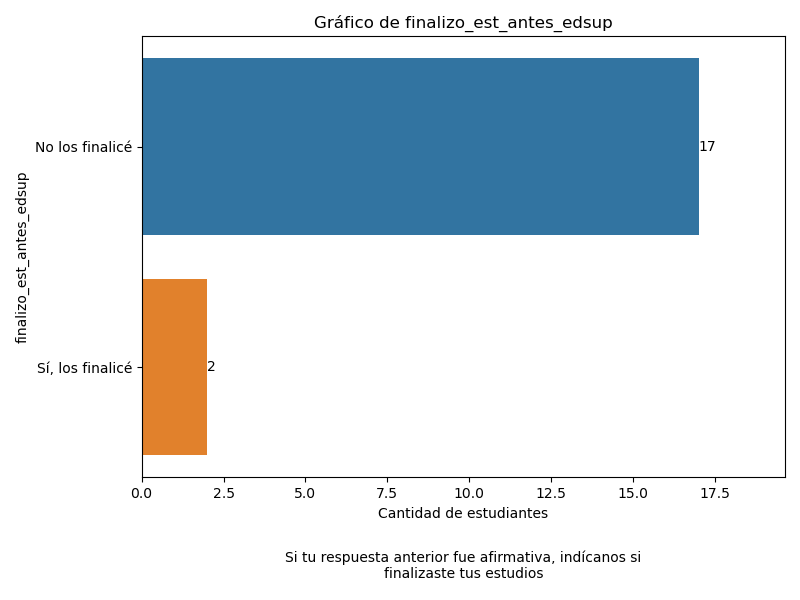 Gráfico de finalizo_est_antes_edsup
finalizo_est_antes_edsup
No los finalicé
17
Sí, los finalicé
2
0.0 2.5 5.0 7.5 10.0 12.5 15.0 17.5
Cantidad de estudiantes
Si tu respuesta anterior fue afirmativa, indícanos si
finalizaste tus estudios